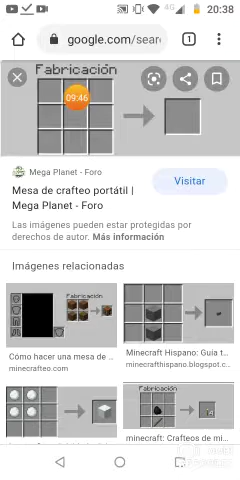 20:38
4G
google.com/sear
1
Fabricación
09:46
Mega Planet - Foro
Mesa de crafteo portátil |
Mega Planet - Foro
Visitar
Las imágenes pueden estar protegidas por
derechos de autor. Más información
Imágenes relacionadas
Fabricación
Cómo hacer una mesa de ...
minecrafteo.com
Minecraft Hispano: Guía t...
minecrafthispano.blogspot.c...
Fabricación
minecraft: Crafteos de mi...